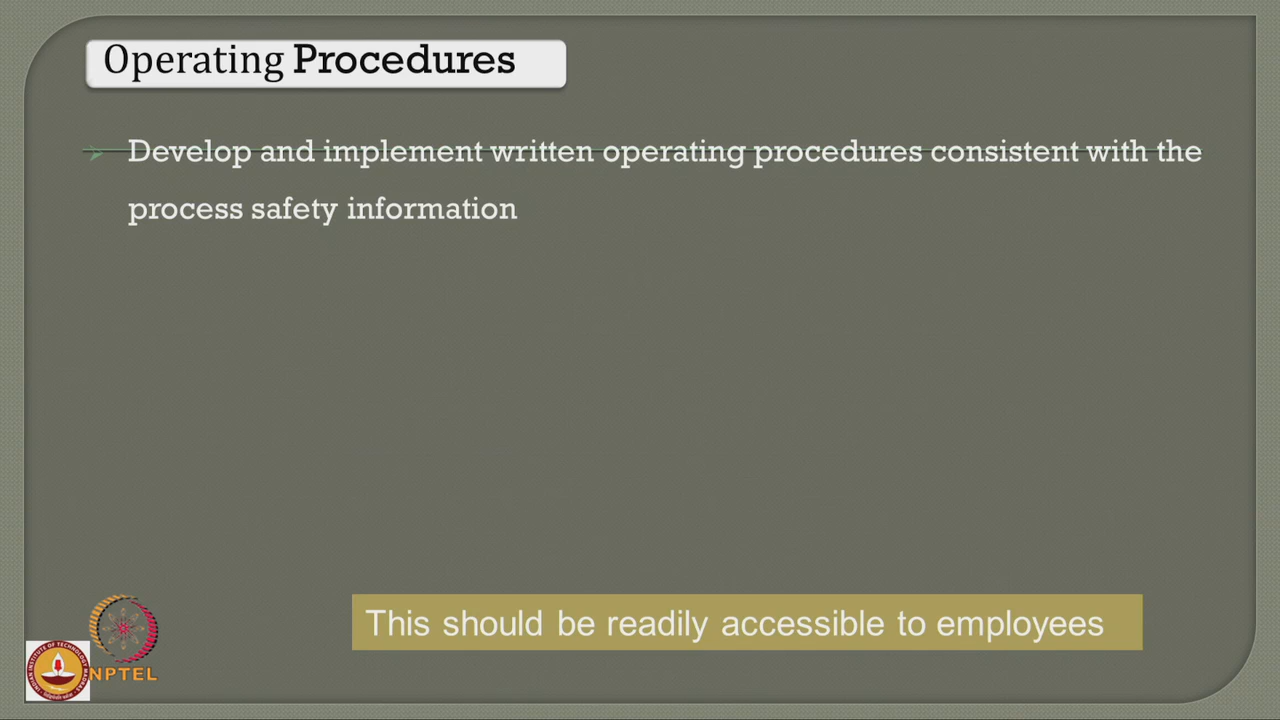 Operating Procedures
Develop and implement written operating procedures consistent with the
process safety information
This should be readily accessible to employees
NPTEL